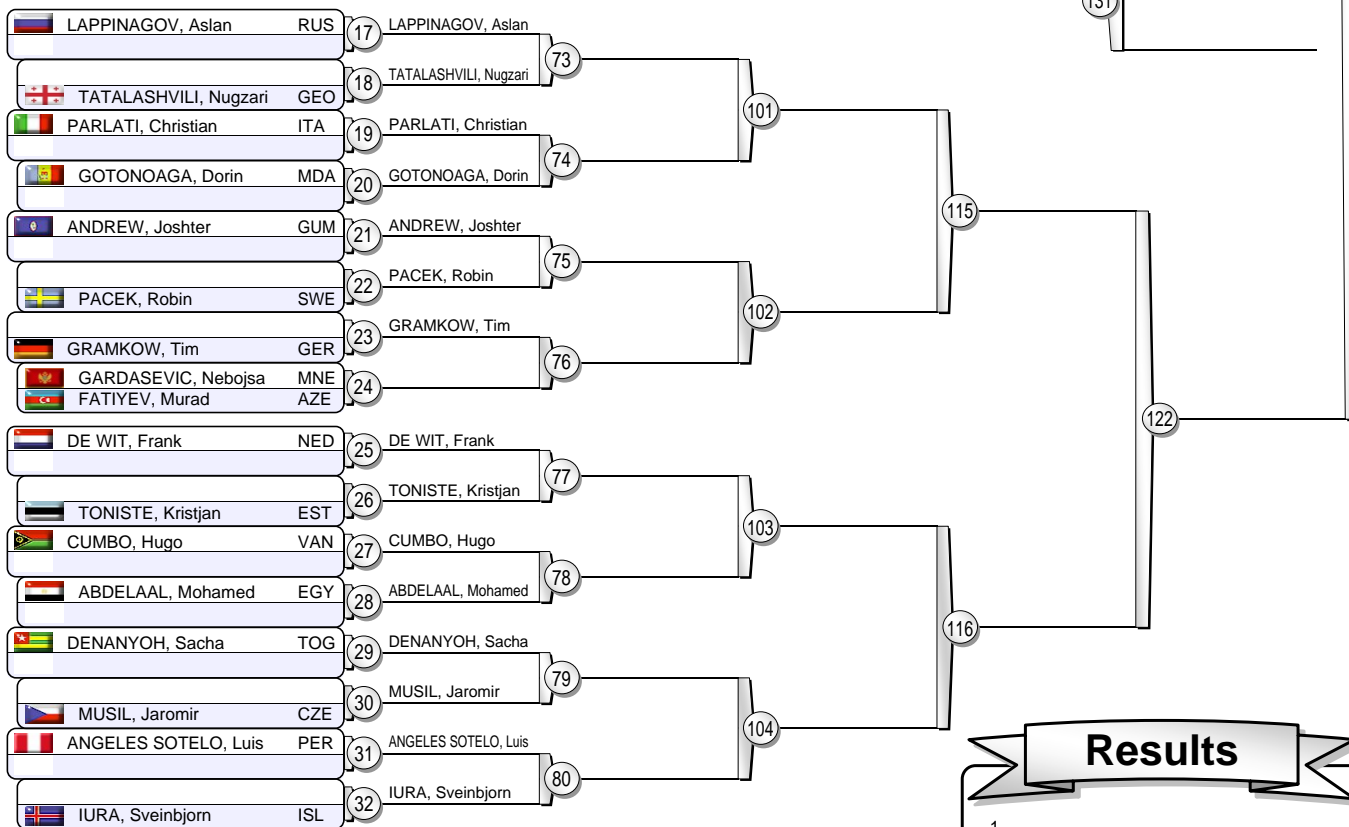 131
LAPPINAGOV, Aslan RUS 17 LAPPINAGOV, Aslan
73
18 TATALASHVILI, Nugzari
TATALASHVILI, Nugzari GEO
101
PARLATI, Christian ITA 19 PARLATI, Christian
74
GOTONOAGA, Dorin MDA 20 GOTONOAGA, Dorin
115
ANDREW, Joshter GUM 21 ANDREW, Joshter
75
22 PACEK, Robin
PACEK, Robin SWE
102
23 GRAMKOW, Tim
GRAMKOW, Tim GER
76
GARDASEVIC, Nebojsa MNE
24
FATIYEV, Murad AZE
122
DE WIT, Frank NED 25 DE WIT, Frank
77
26 TONISTE, Kristjan
TONISTE, Kristjan EST
103
CUMBO, Hugo VAN 27 CUMBO, Hugo
78
ABDELAAL, Mohamed EGY 28 ABDELAAL, Mohamed
116
DENANYOH, Sacha TOG 29 DENANYOH, Sacha
79
30 MUSIL, Jaromir
MUSIL, Jaromir CZE
104
ANGELES SOTELO, Luis PER 31 ANGELES SOTELO, Luis
80
32 IURA, Sveinbjorn
IURA, Sveinbjorn ISL
Results
1